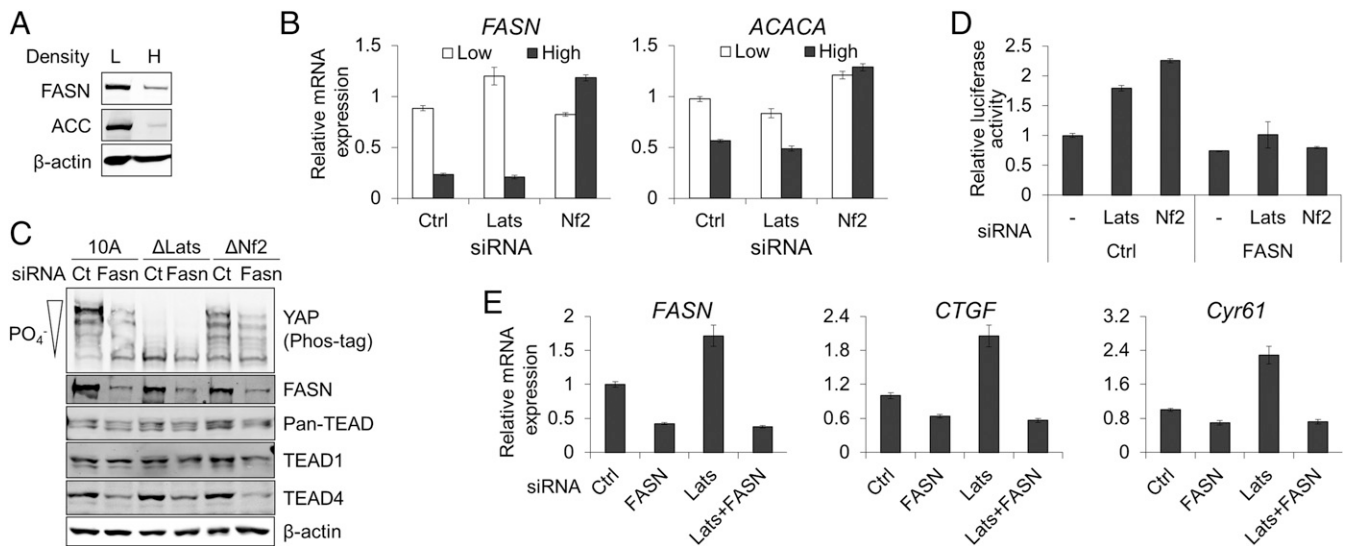 A
Density L H
FASN
ACC
β-actin
B
FASN
Low High
Relative mRNA
expression
1.5
1
0.5
0
Ctrl Lats Nf2
siRNA
ACACA
Low High
1.5
1
0.5
0
Ctrl Lats Nf2
siRNA
C
10A ΔLats ΔNf2
siRNA Ct Fasn Ct Fasn Ct Fasn
PO₄-
YAP
(Phos-tag)
FASN
Pan-TEAD
TEAD1
TEAD4
β-actin
D
Relative luciferase
activity
2.5
2
1.5
1
0.5
0
siRNA - Lats Nf2 - Lats Nf2
Ctrl FASN
E
FASN
Relative mRNA
expression
2
1.5
1
0.5
0
siRNA
Ctrl FASN Lats Lats+FASN
CTGF
2.4
1.8
1.2
0.6
0
Ctrl FASN Lats Lats+FASN
Cyr61
3.2
2.4
1.6
0.8
0
Ctrl FASN Lats Lats+FASN